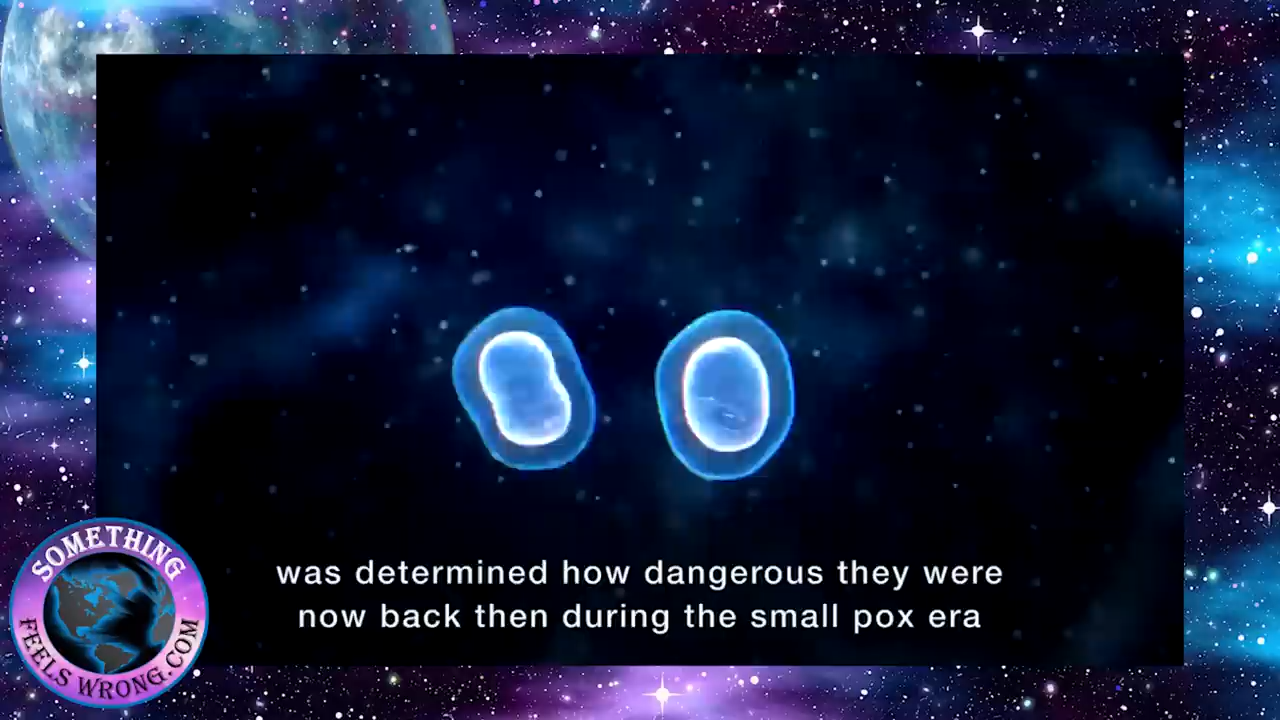 was determined how dangerous they were
now back then during the small pox era
SOMETHING
FEELS WRONG.COM